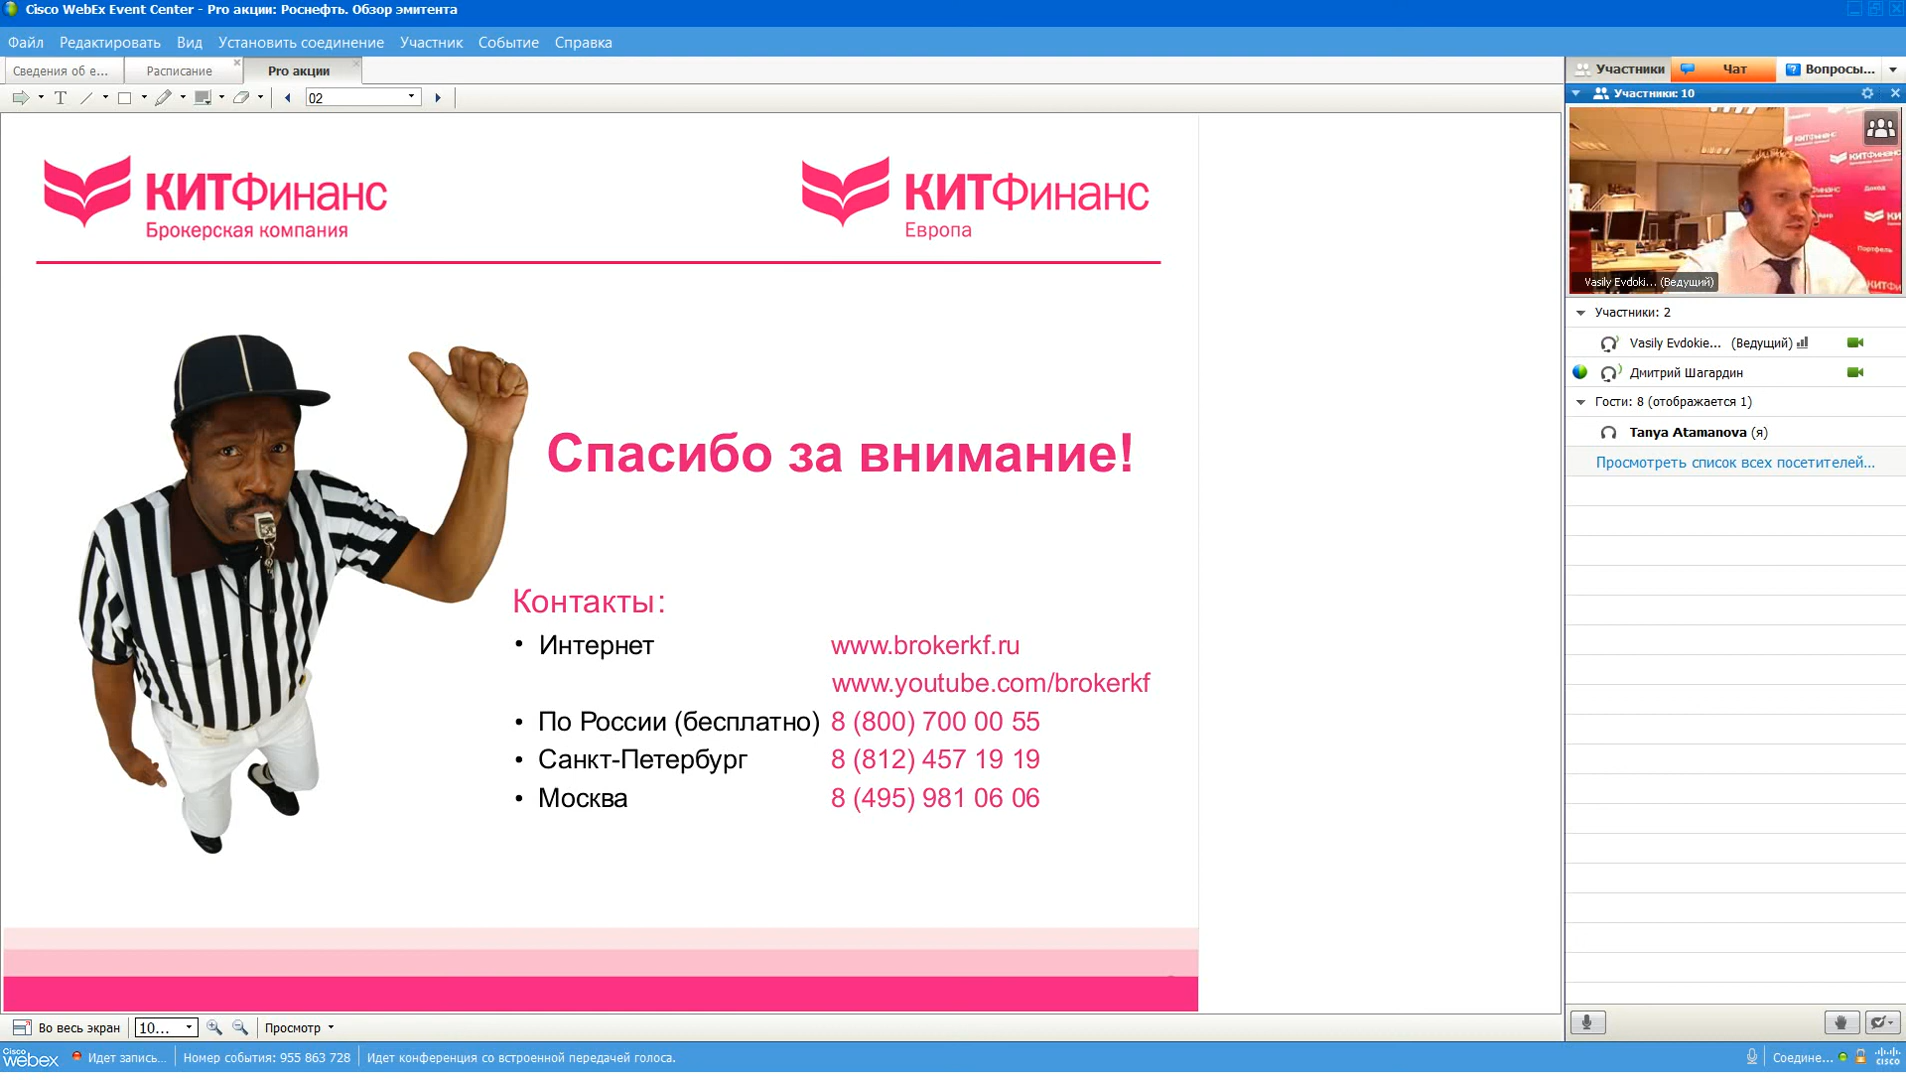 Cisco WebEx Event Center - Pro акции: Роснефть. Обзор эмитента
Файл Редактировать Вид Установить соединение Участник Событие Справка
Сведения об е... Расписание Pro акции
Участники Чат Вопросы...
02
Участники: 10
КИТФинанс
Брокерская компания
КИТФинанс
Европа
Vasily Evdoki... (Ведущий)
Участники: 2
Vasily Evdokie... (Ведущий)
Дмитрий Шагардин
Гости: 8 (отображается 1)
Tanya Atamanova (я)
Просмотреть список всех посетителей...
Спасибо за внимание!
Контакты:
• Интернет www.brokerkf.ru
www.youtube.com/brokerkf
• По России (бесплатно) 8 (800) 700 00 55
• Санкт-Петербург 8 (812) 457 19 19
• Москва 8 (495) 981 06 06
Во весь экран 10... Просмотр
Cisco webex Идет запись... Номер события: 955 863 728 Идет конференция со встроенной передачей голоса. Соедине... cisco